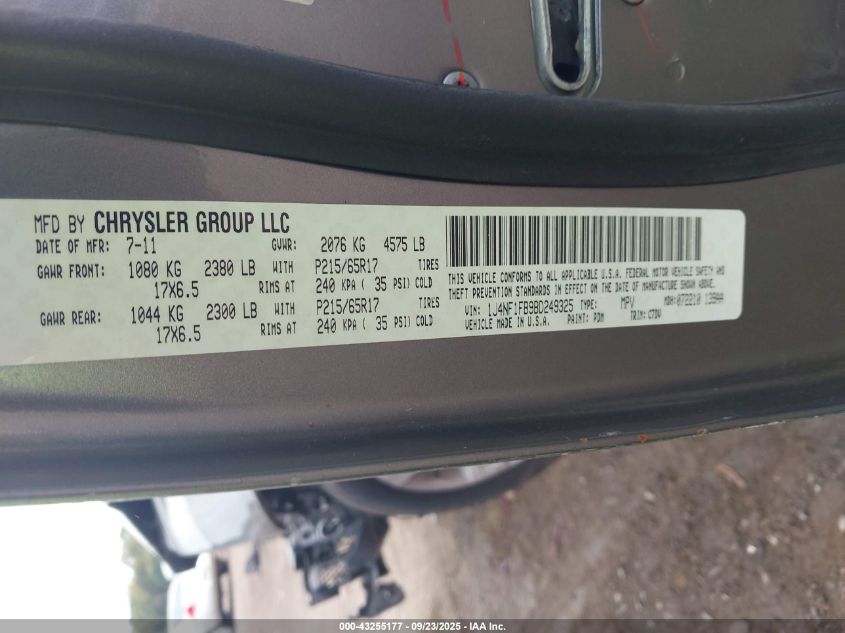 MFD BY CHRYSLER GROUP LLC
DATE OF MFR: 7-11 GVWR: 2076 KG 4575 LB
GAWR FRONT: 1080 KG 2380 LB WITH P215/65R17 TIRES
17X6.5 RIMS AT 240 KPA ( 35 PSI) COLD
GAWR REAR: 1044 KG 2300 LB WITH P215/65R17 TIRES
17X6.5 RIMS AT 240 KPA ( 35 PSI) COLD
THIS VEHICLE CONFORMS TO ALL APPLICABLE U.S.A. FEDERAL MOTOR VEHICLE SAFETY AND
THEFT PREVENTION STANDARDS IN EFFECT ON THE DATE OF MANUFACTURE SHOWN ABOVE.
VIN: 1J4NF1FB9BD249325 TYPE: MPV MDH: 072210 139AA
VEHICLE MADE IN U.S.A. PAINT: PDM TRIM: C7DV
000-43255177 - 09/23/2025 - IAA Inc.